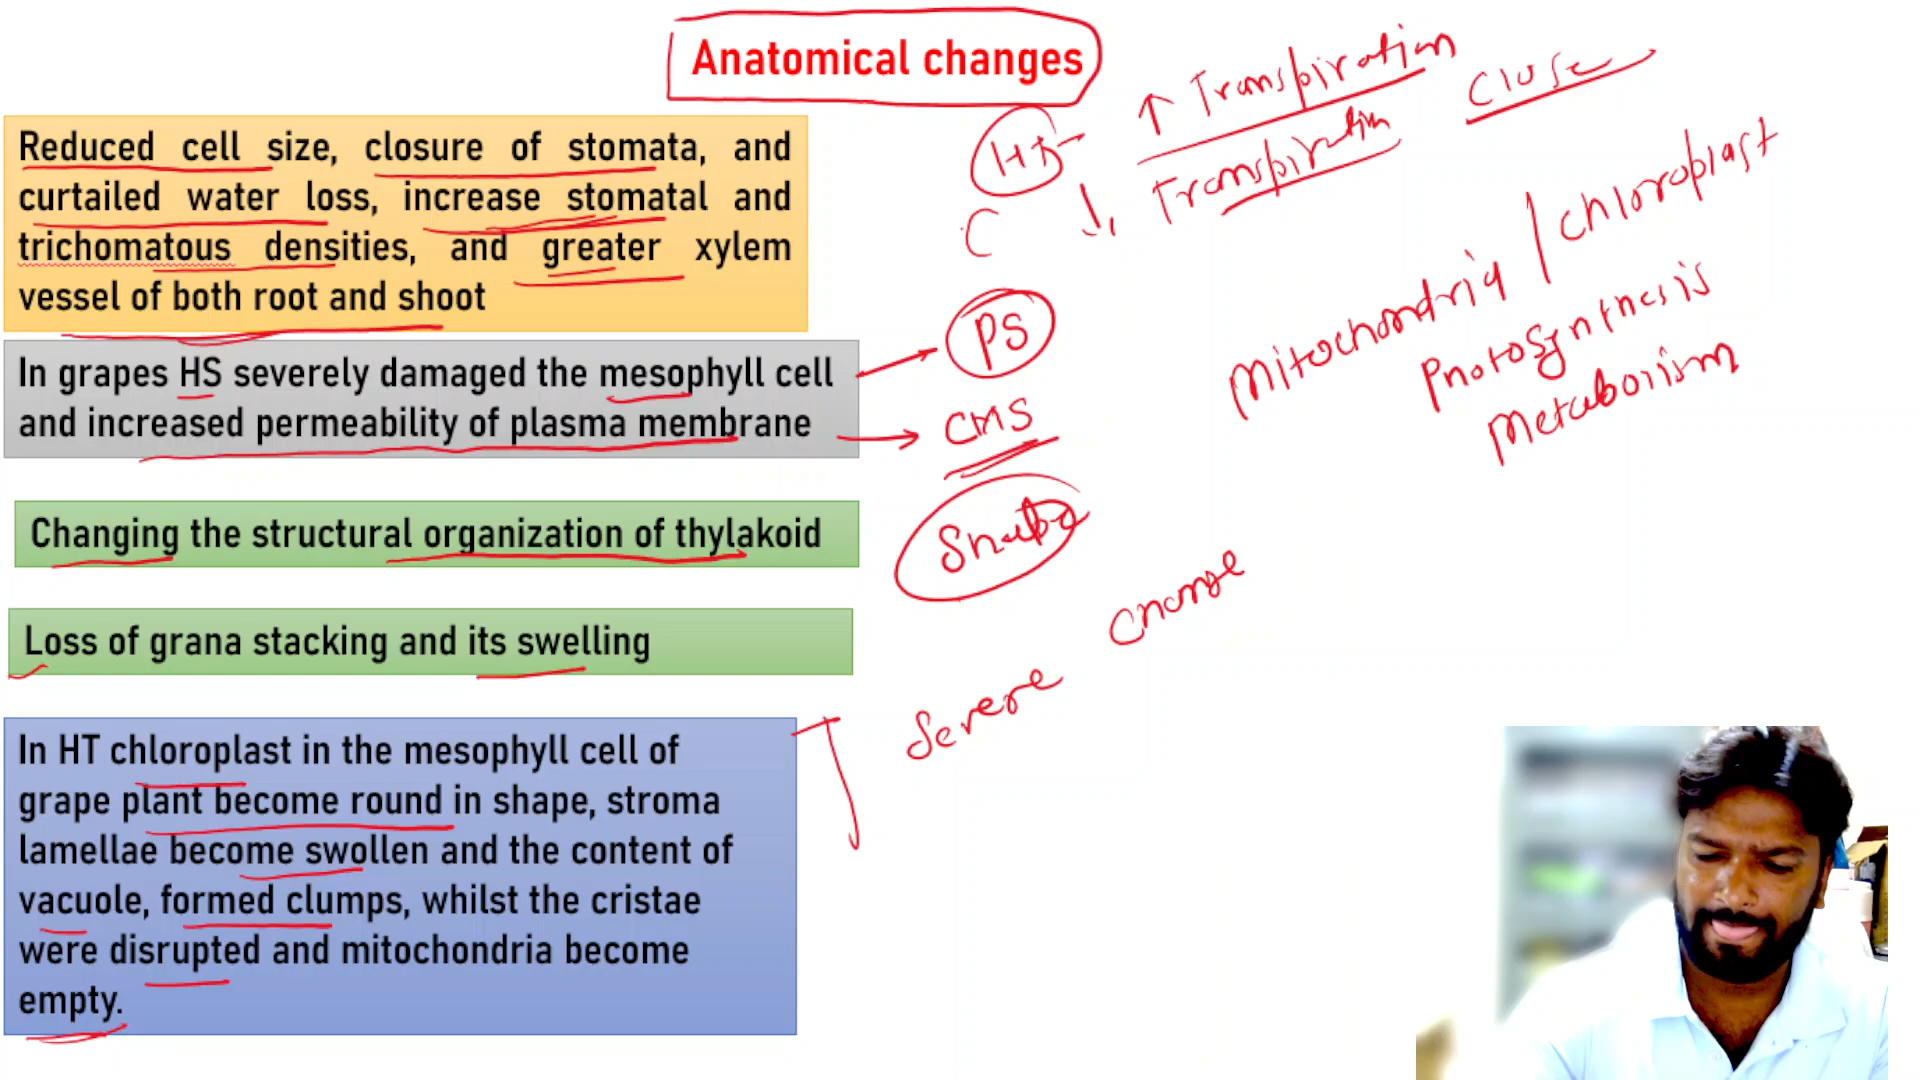 Anatomical changes
Reduced cell size, closure of stomata, and
curtailed water loss, increase stomatal and
trichomatous densities, and greater xylem
vessel of both root and shoot
In grapes HS severely damaged the mesophyll cell
and increased permeability of plasma membrane
Changing the structural organization of thylakoid
Loss of grana stacking and its swelling
In HT chloroplast in the mesophyll cell of
grape plant become round in shape, stroma
lamellae become swollen and the content of
vacuole, formed clumps, whilst the cristae
were disrupted and mitochondria become
empty.
↑ Transpiration
Close
HT
↓ Transpiration
C
PS
CMS
Mitochondria / chloroplast
Photosynthesis
Metabolism
Severe change